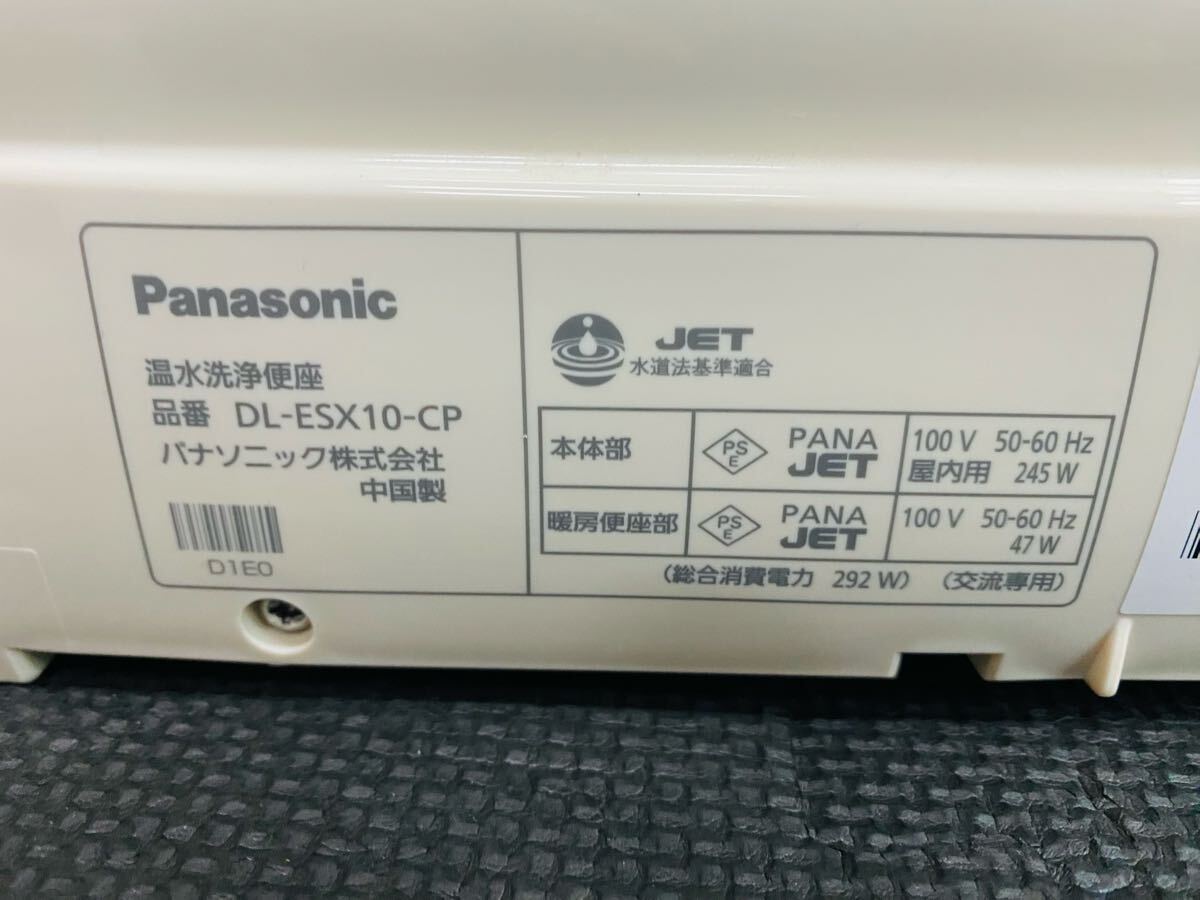 Panasonic
温水洗浄便座
品番 DL-ESX10-CP
パナソニック株式会社
中国製
D1E0
JET
水道法基準適合
本体部 PS E PANA JET 100 V 50-60 Hz
屋内用 245 W
暖房便座部 PS E PANA JET 100 V 50-60 Hz
47 W
（総合消費電力 292 W） （交流専用）